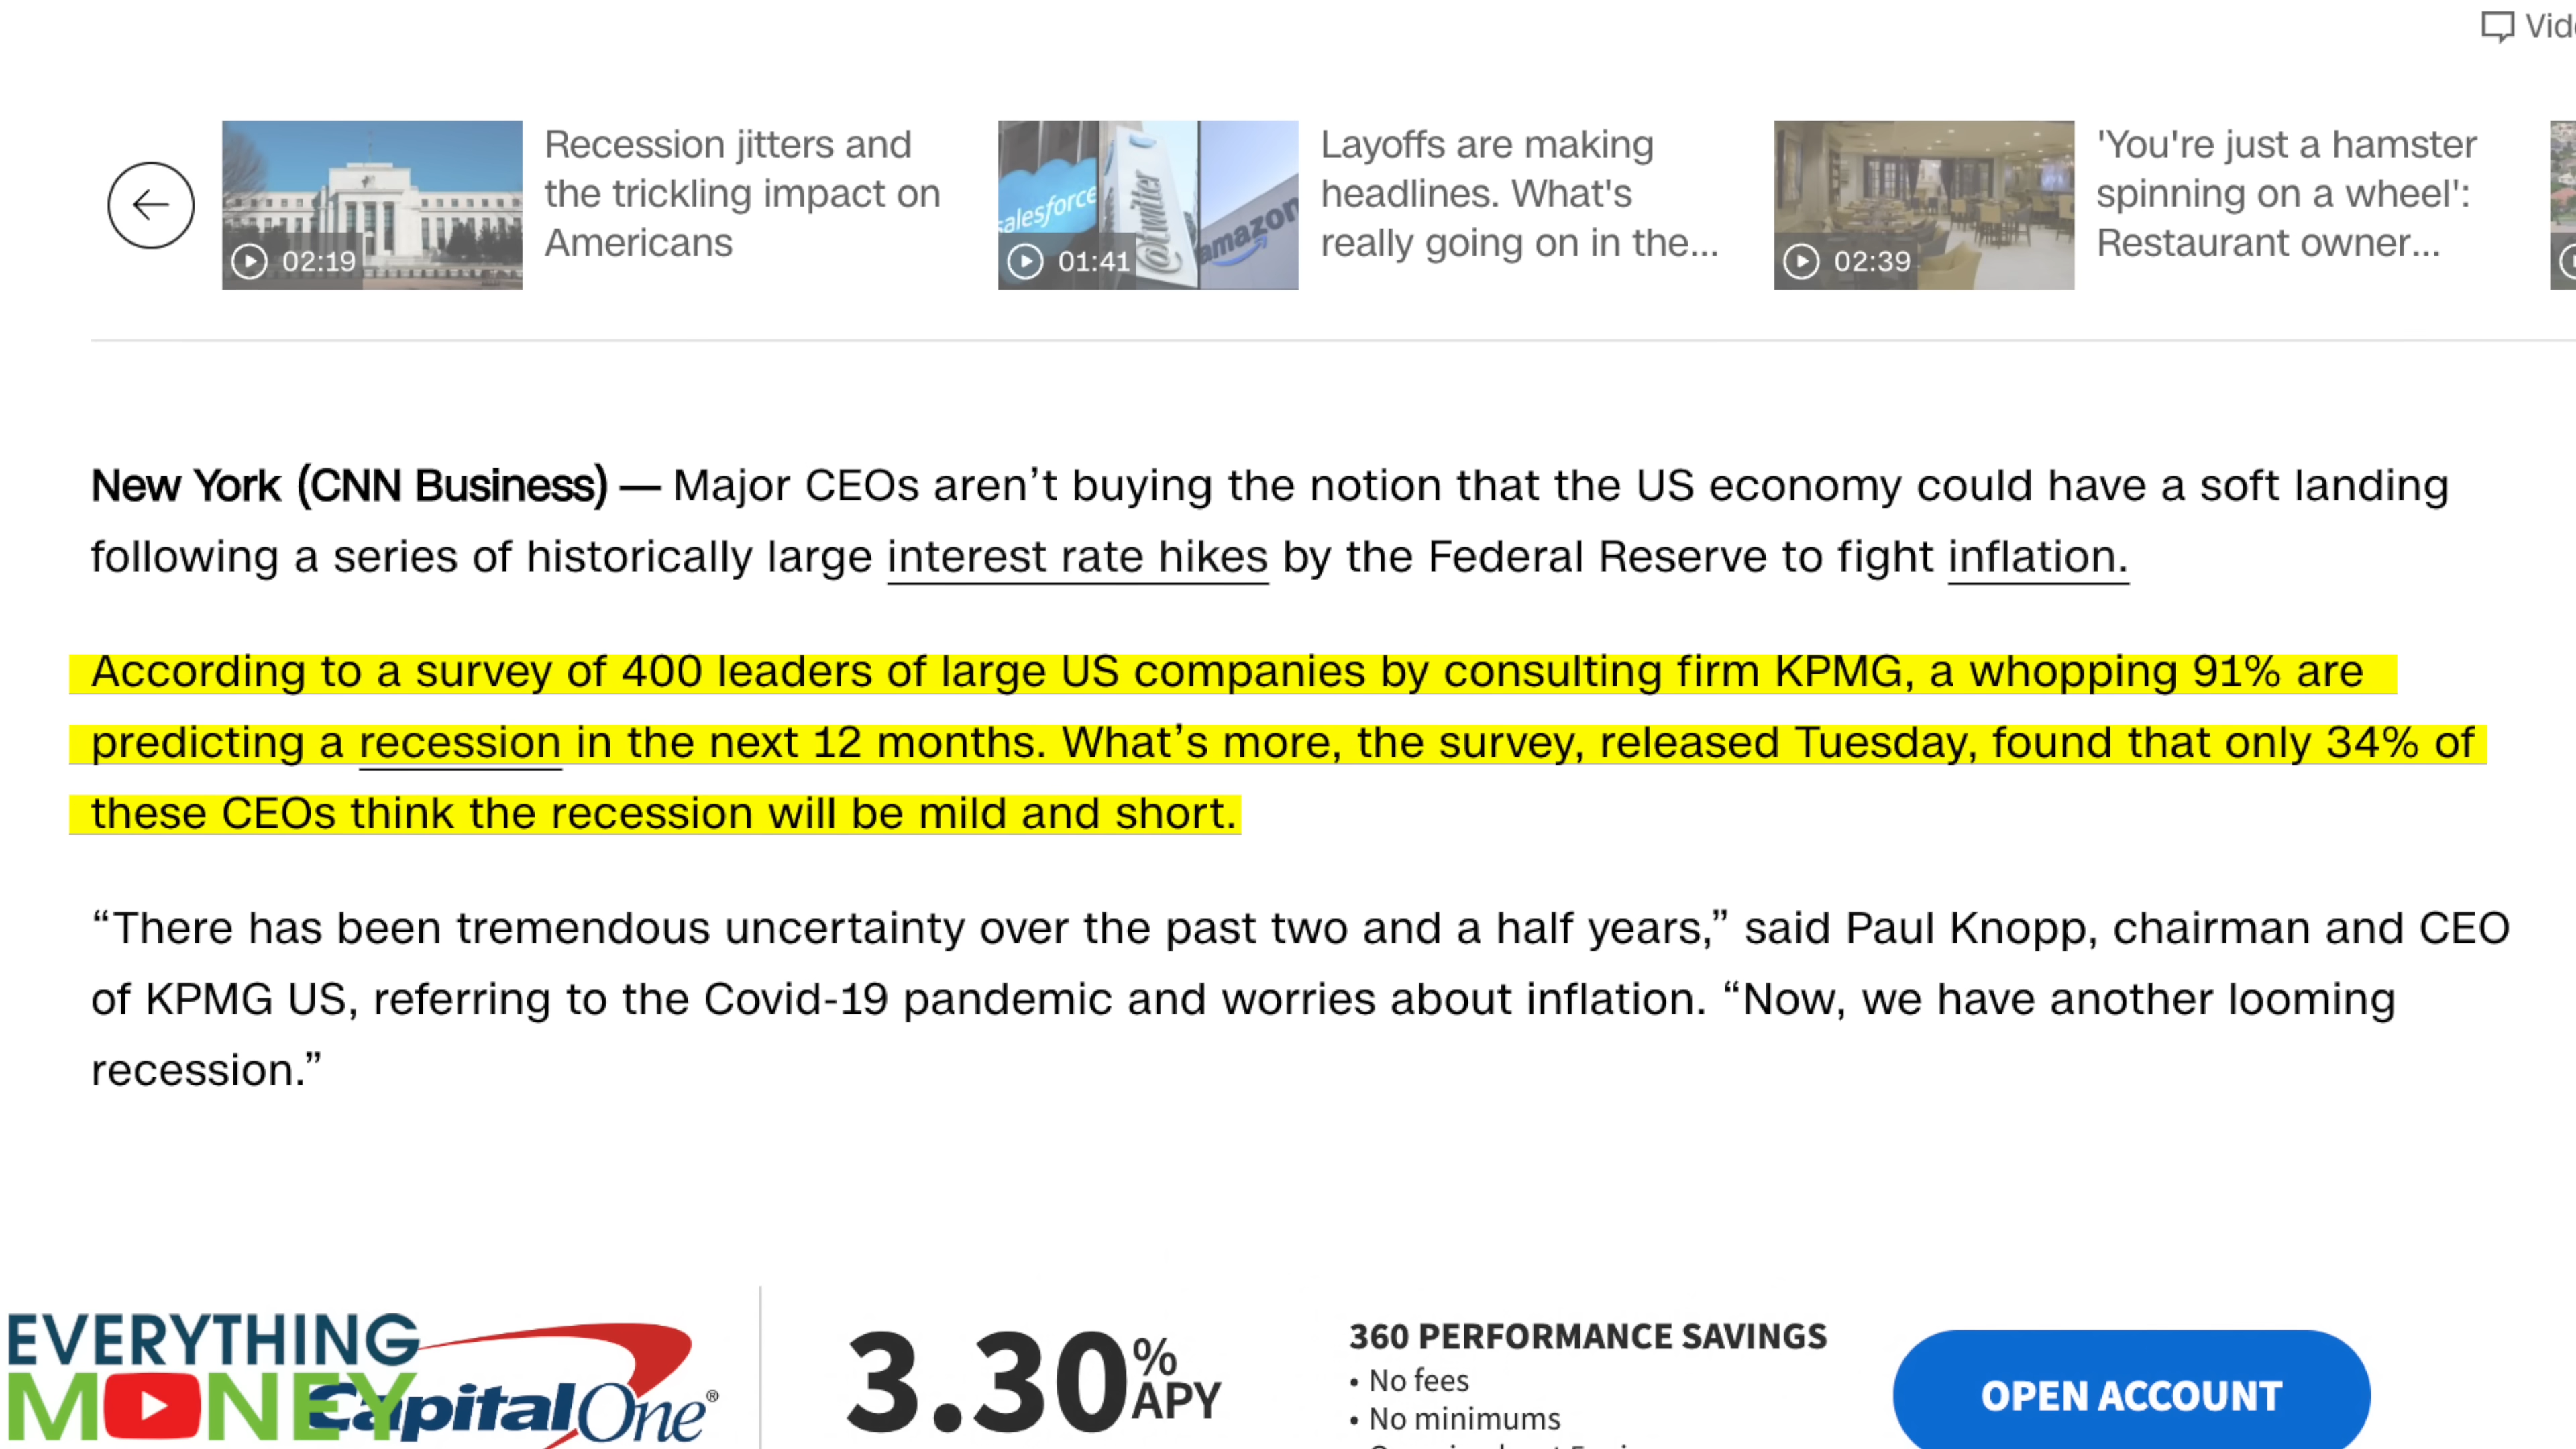 Vid
Recession jitters and
the trickling impact on
Americans
02:19
salesforce
@twitter
amazon
01:41
Layoffs are making
headlines. What's
really going on in the...
02:39
'You're just a hamster
spinning on a wheel':
Restaurant owner...
New York (CNN Business) — Major CEOs aren’t buying the notion that the US economy could have a soft landing
following a series of historically large interest rate hikes by the Federal Reserve to fight inflation.
According to a survey of 400 leaders of large US companies by consulting firm KPMG, a whopping 91% are
predicting a recession in the next 12 months. What’s more, the survey, released Tuesday, found that only 34% of
these CEOs think the recession will be mild and short.
“There has been tremendous uncertainty over the past two and a half years,” said Paul Knopp, chairman and CEO
of KPMG US, referring to the Covid-19 pandemic and worries about inflation. “Now, we have another looming
recession.”
EVERYTHING
MONEY
Capital One®
3.30% APY
360 PERFORMANCE SAVINGS
• No fees
• No minimums
OPEN ACCOUNT